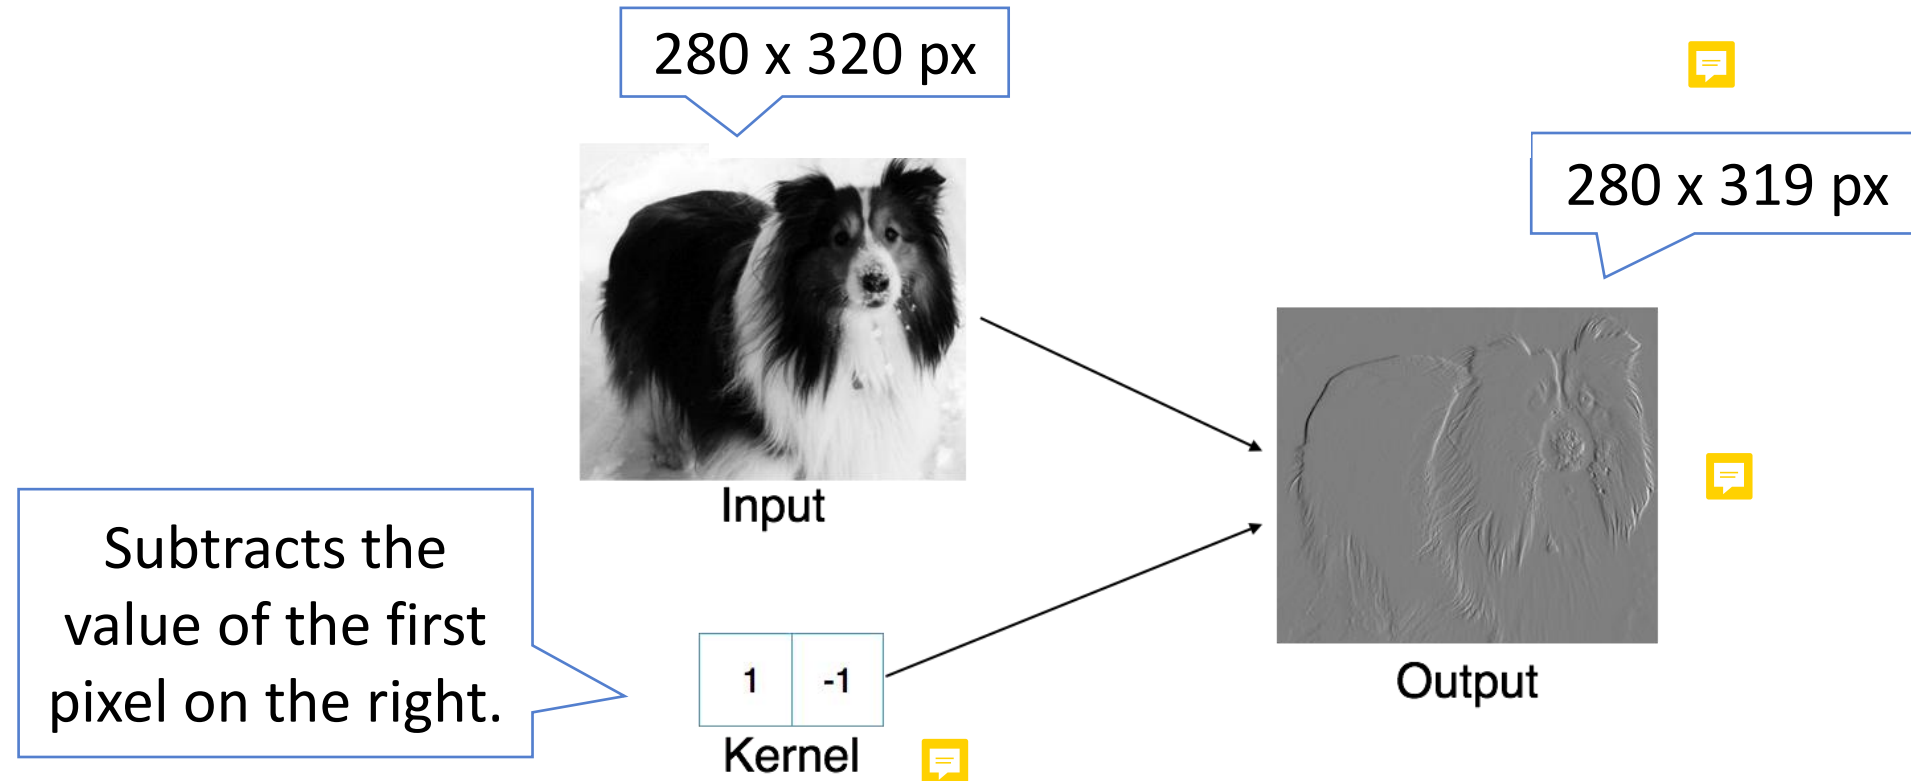 280 x 320 px
280 x 319 px
Input
Subtracts the
value of the first
pixel on the right.
1 -1
Kernel
Output